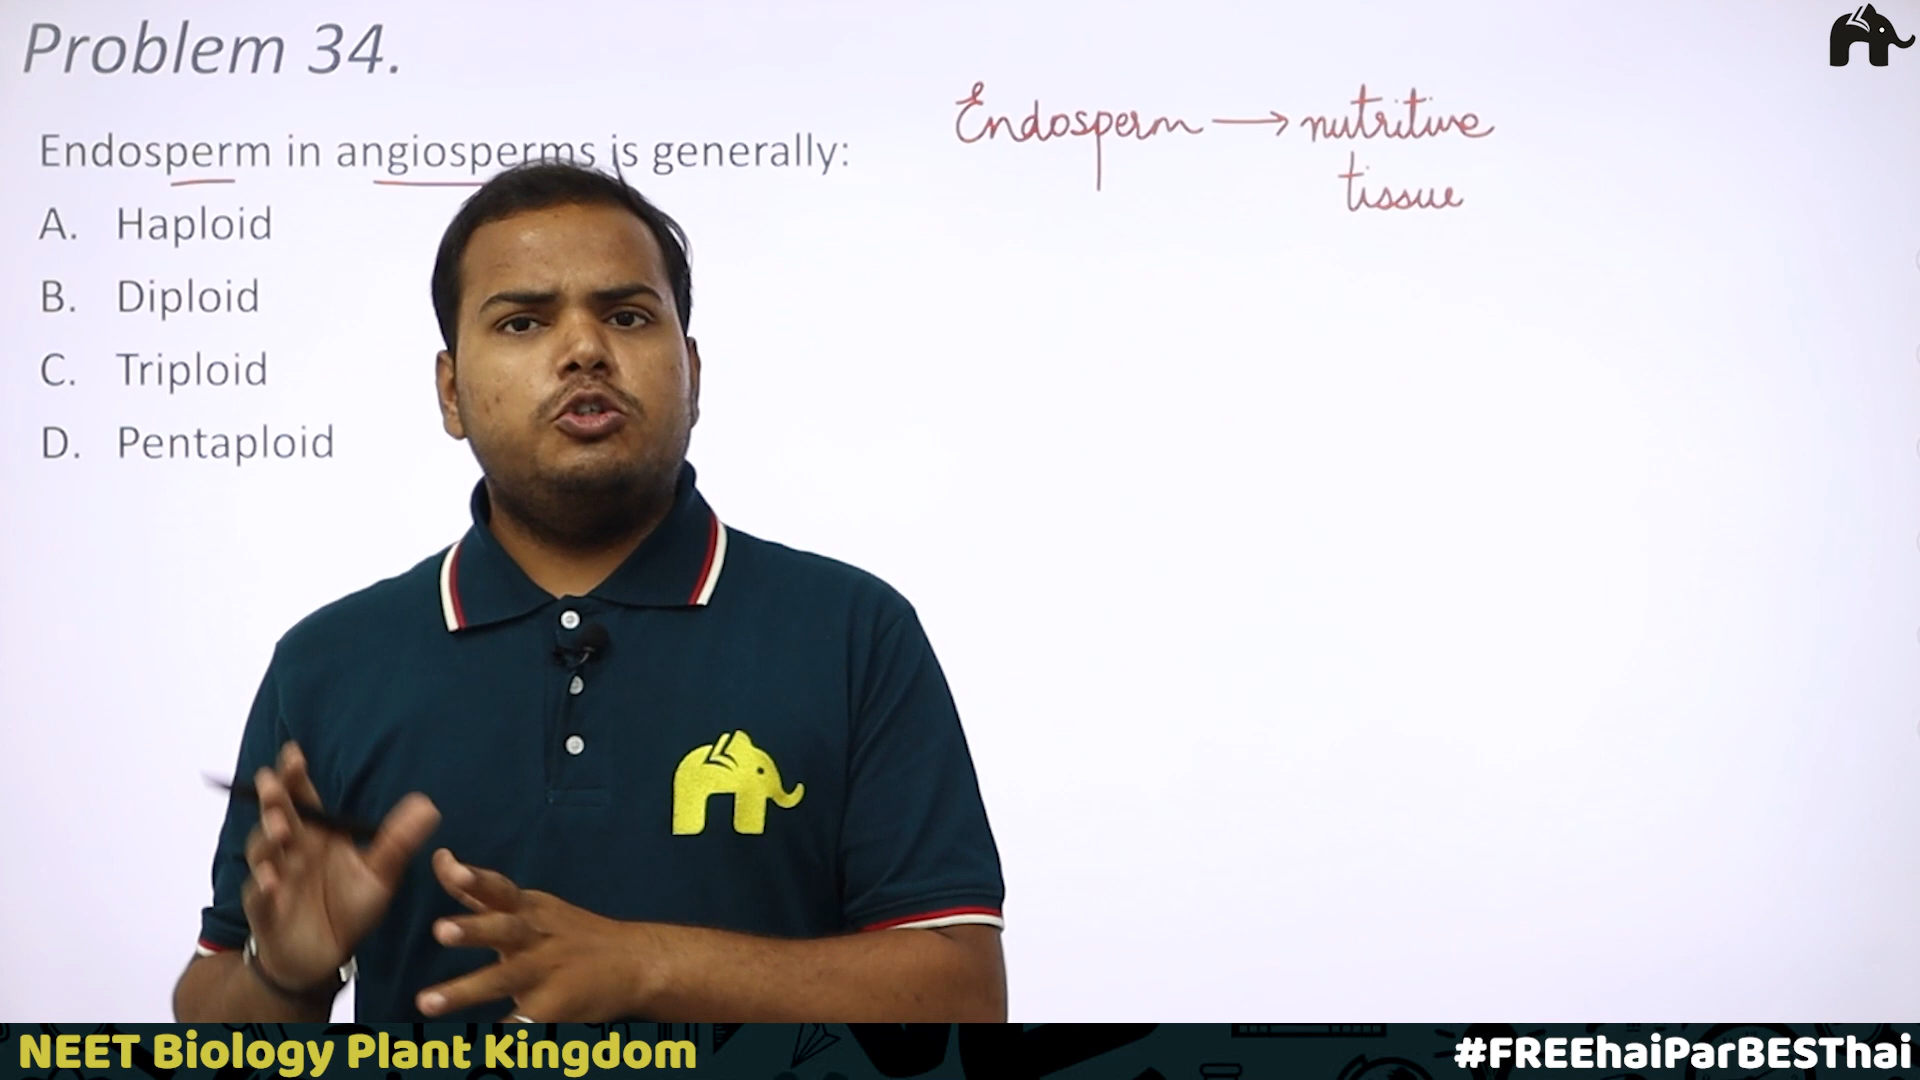 Problem 34.
Endosperm in angiosperms is generally:
A. Haploid
B. Diploid
C. Triploid
D. Pentaploid
Endosperm → nutritive
tissue
NEET Biology Plant Kingdom
#FREEhaiParBESThai